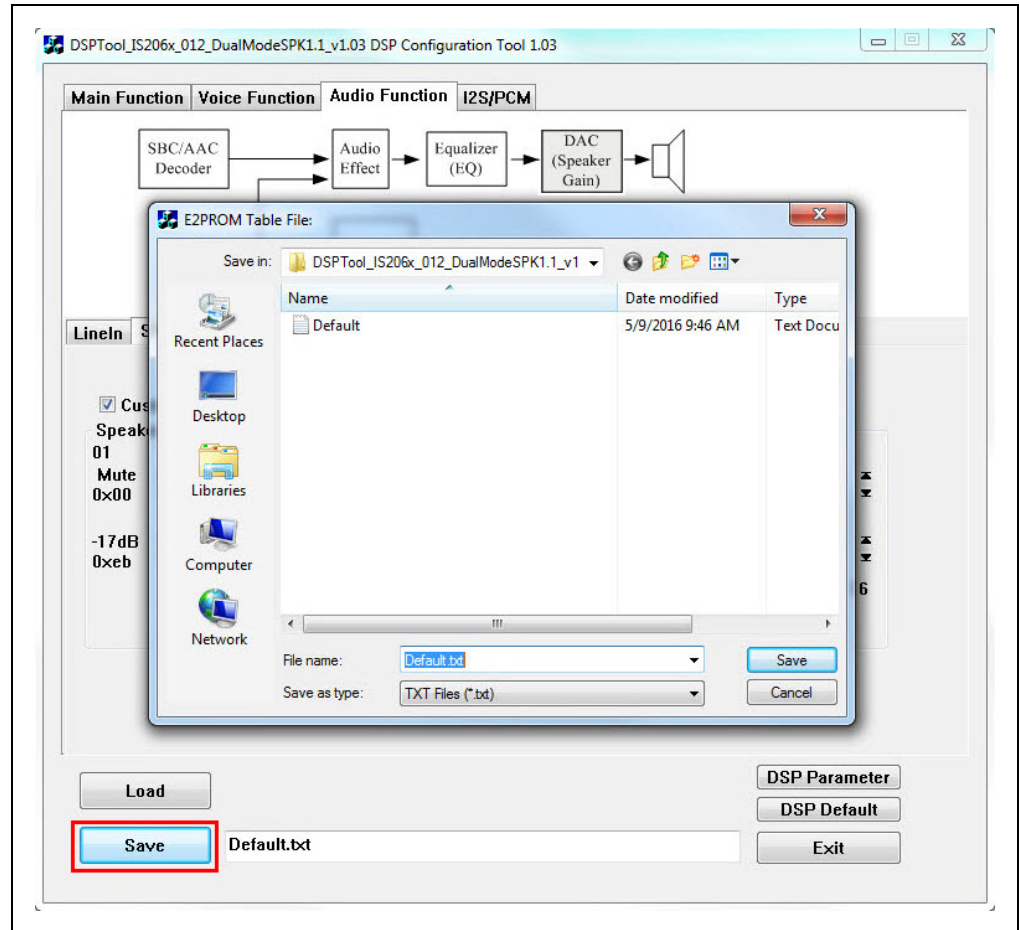 DSPTool_IS206x_012_DualModeSPK1.1_v1.03 DSP Configuration Tool 1.03
Main Function Voice Function Audio Function I2S/PCM
SBC/AAC
Decoder
Audio
Effect
Equalizer
(EQ)
DAC
(Speaker
Gain)
E2PROM Table File:
Save in: DSPTool_IS206x_012_DualModeSPK1.1_v1
Name Date modified Type
Default 5/9/2016 9:46 AM Text Docu
LineIn S
Recent Places
Desktop
Libraries
Computer
Network
Cus
Speake
01
Mute
0x00
-17dB
0xeb
6
File name: Default.txt Save
Save as type: TXT Files (*.txt) Cancel
Load
DSP Parameter
DSP Default
Save Default.txt Exit